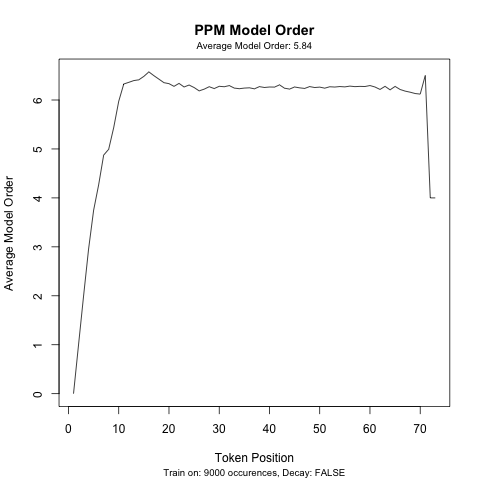 PPM Model Order
Average Model Order: 5.84
Average Model Order
6
5
4
3
2
1
0
0 10 20 30 40 50 60 70
Token Position
Train on: 9000 occurences, Decay: FALSE